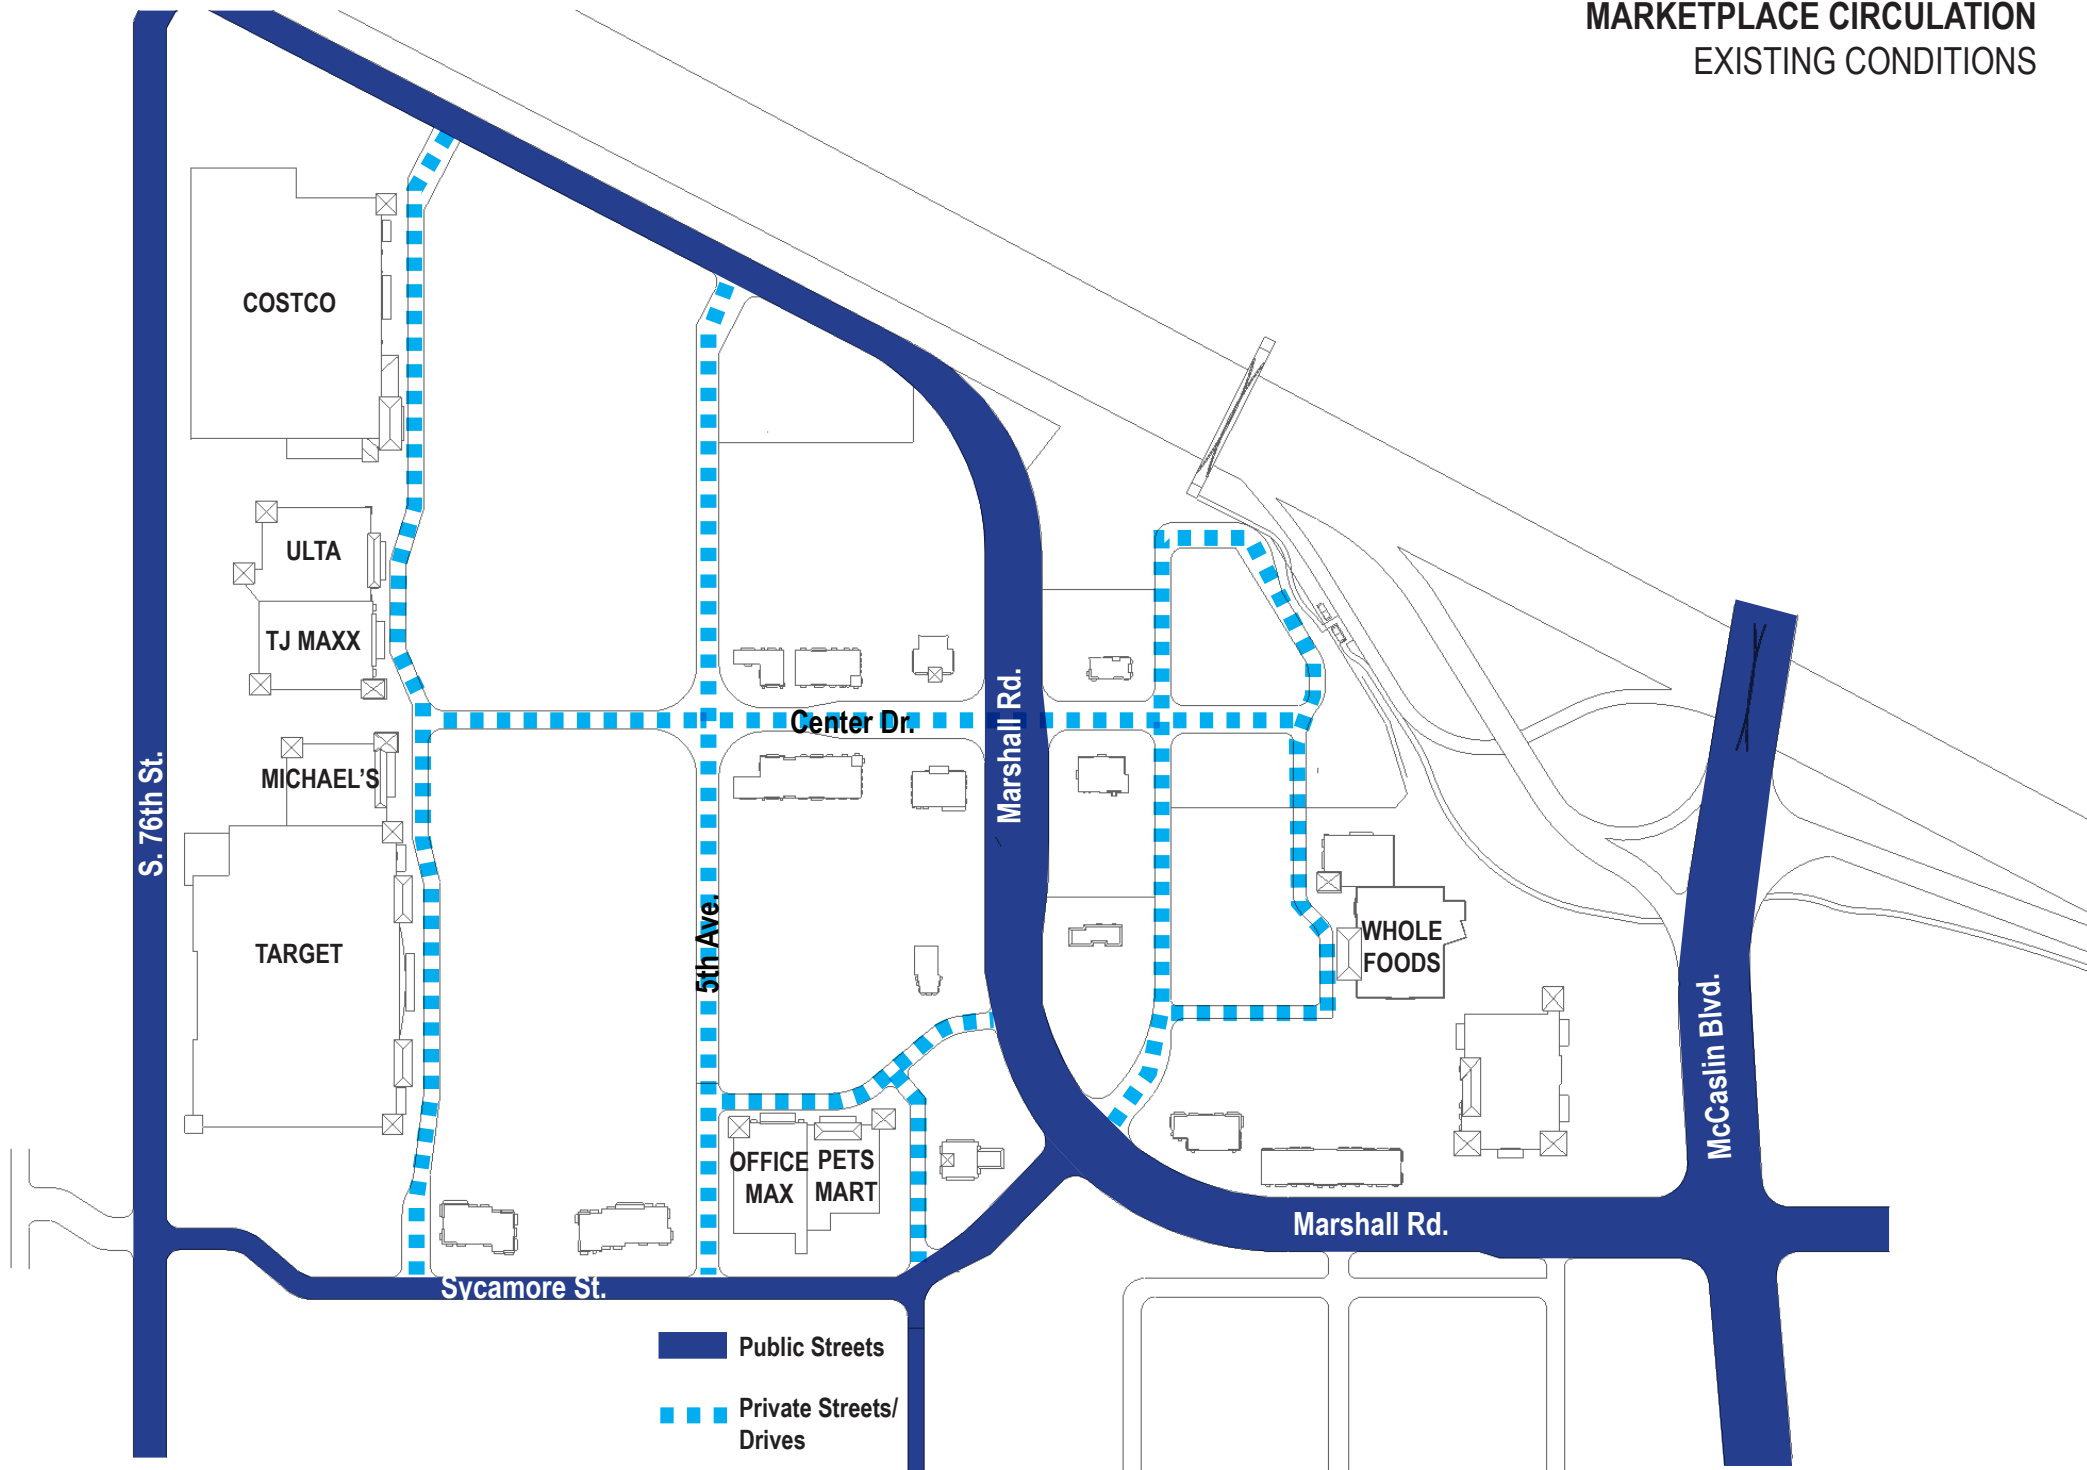 MARKETPLACE CIRCULATION
EXISTING CONDITIONS
COSTCO
ULTA
TJ MAXX
MICHAEL'S
TARGET
S. 76th St.
Center Dr.
Marshall Rd.
5th Ave.
WHOLE
FOODS
OFFICE
MAX
PETS
MART
McCaslin Blvd.
Marshall Rd.
Sycamore St.
Public Streets
Private Streets/
Drives